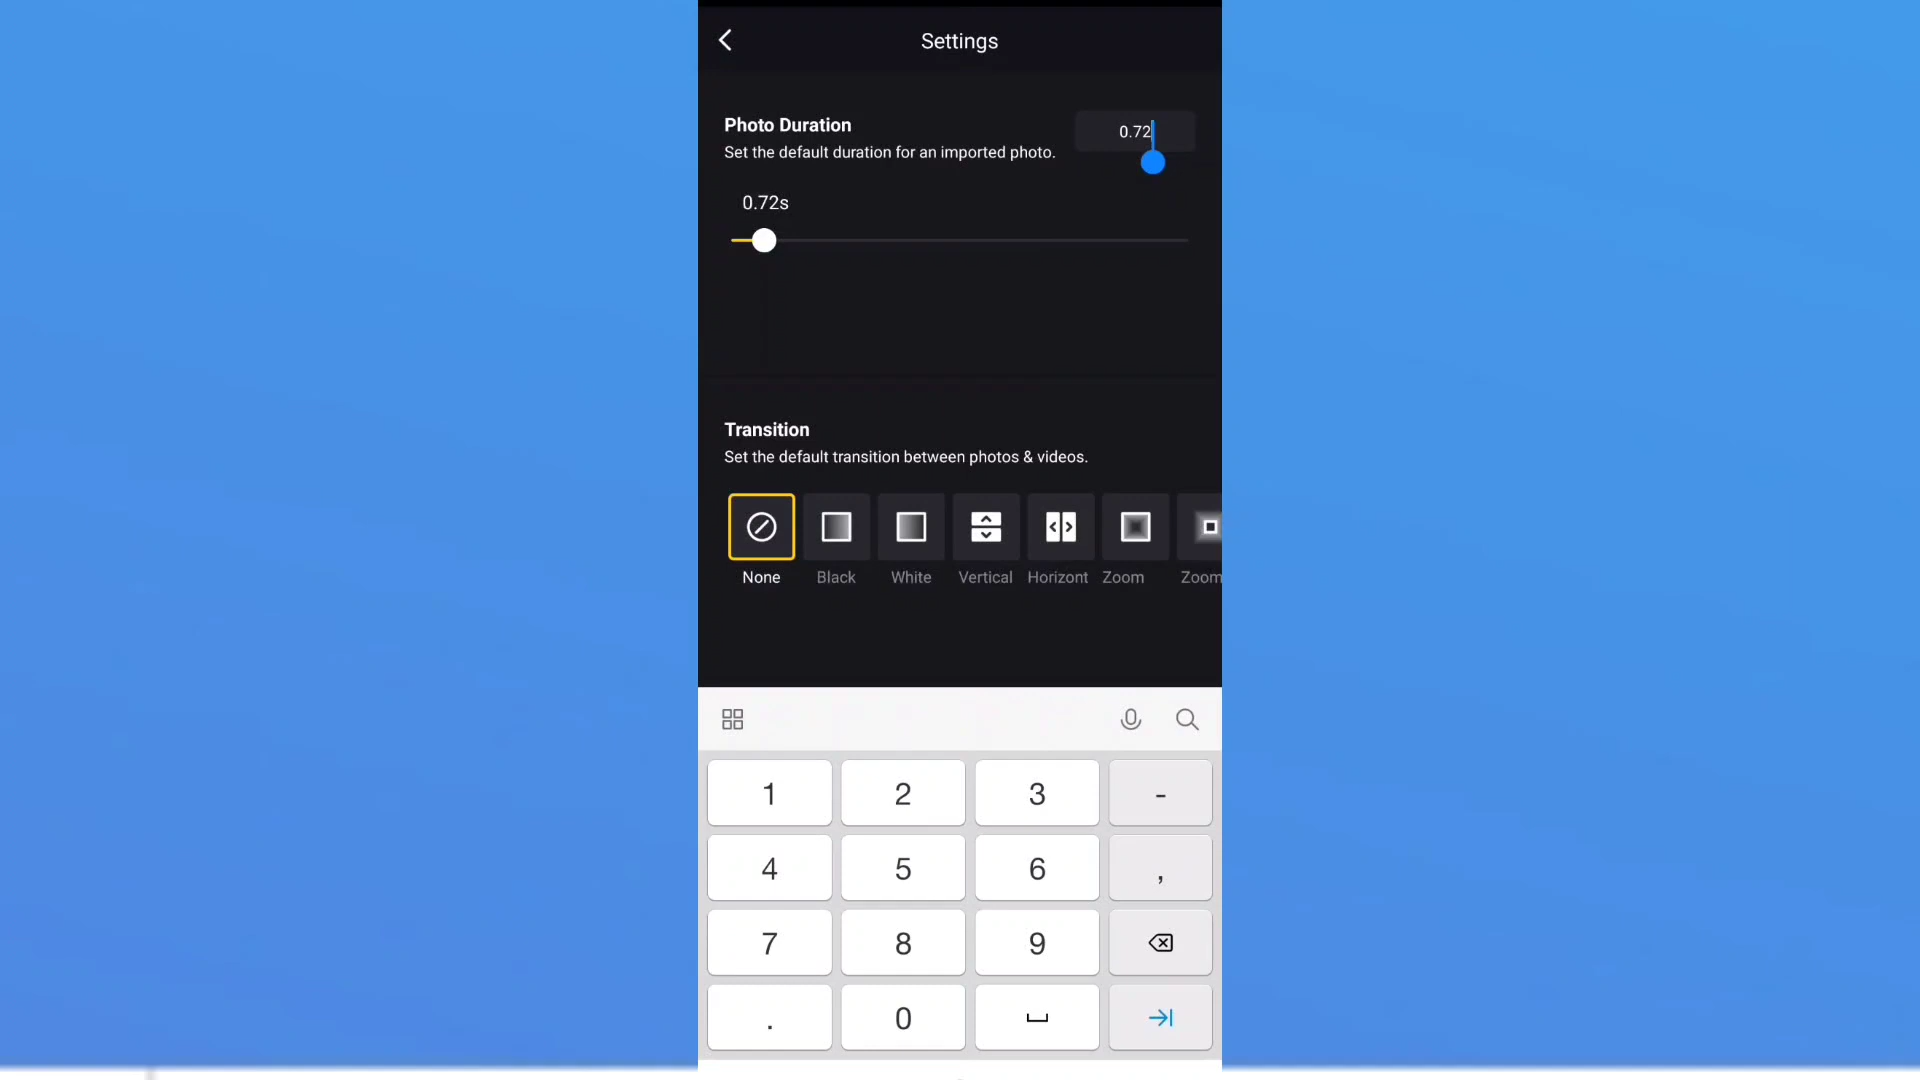 Settings
Photo Duration
0.72
Set the default duration for an imported photo.
0.72s
Transition
Set the default transition between photos & videos.
None Black White Vertical Horizont Zoom Zoom
1 2 3 -
4 5 6 ,
7 8 9
. 0